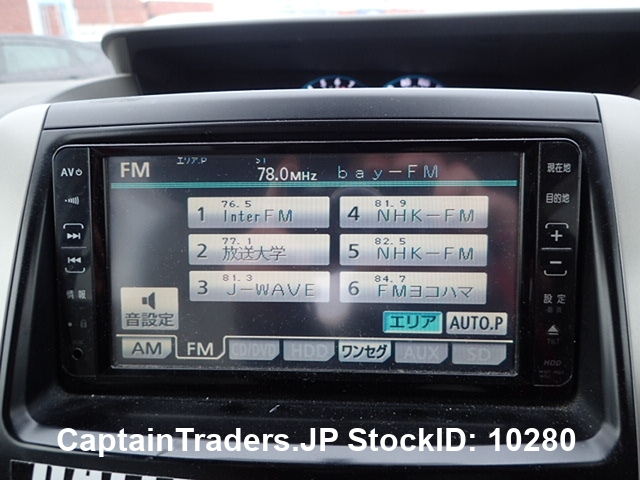 AV
FM エリア.P ST 78.0MHz bay-FM
現在地
目的地
76.5
1 InterFM
81.9
4 NHK-FM
77.1
2 放送大学
82.5
5 NHK-FM
81.3
3 J-WAVE
84.7
6 FMヨコハマ
+
-
情報
設定
画質
音設定
エリア AUTO.P
TILT
AM FM CD/DVD HDD ワンセグ AUX SD
HDD
CaptainTraders.JP StockID: 10280